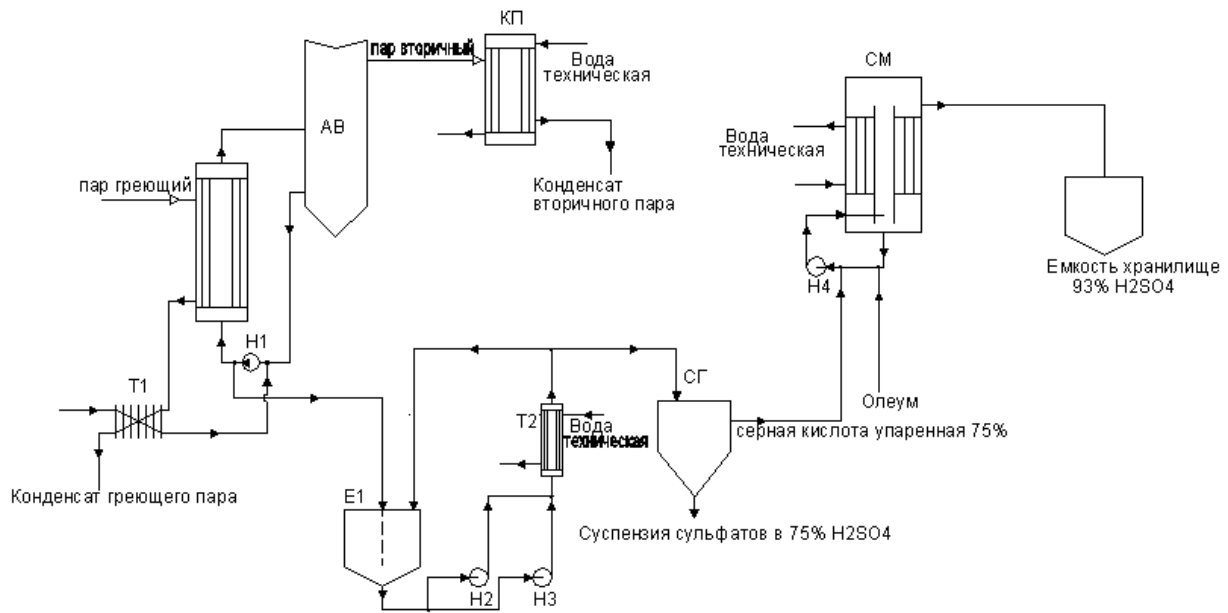 КП
пар вторичный
Вода
техническая
СМ
АВ
Вода
техническая
пар греющий
Конденсат
вторичного пара
Емкость хранилище
93% H2SO4
Н4
Н1
Т1
СГ
Олеум
Т2
Вода
техническая
серная кислота упаренная 75%
Конденсат греющего пара
Е1
Суспензия сульфатов в 75% H2SO4
Н2
Н3